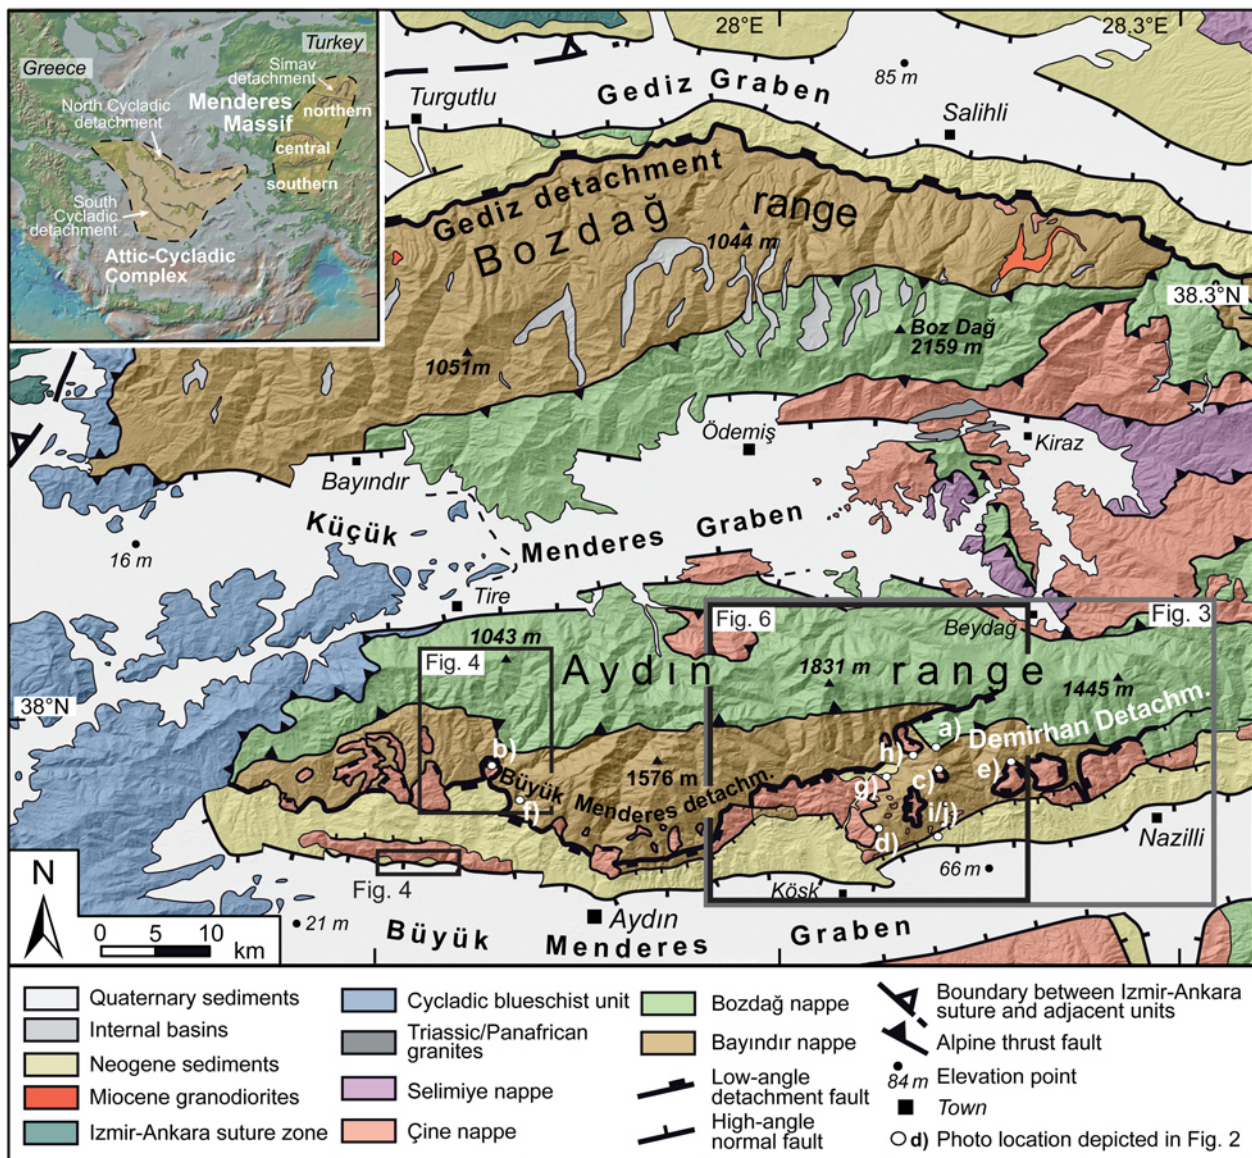 Greece
Turkey
Simav
detachment
North Cycladic
detachment
Menderes
Massif
northern
central
southern
South
Cycladic
detachment
Attic-Cycladic
Complex
28°E
28.3°E
85 m
Turgutlu
Gediz Graben
Salihli
Gediz detachment
Bozdağ range
1044 m
38.3°N
Boz Dağ
2159 m
1051m
Ödemiş
Kiraz
Bayındır
Küçük Menderes Graben
16 m
Tire
Beydağ
Fig. 6
Fig. 3
1043 m
Fig. 4
Aydın range
1831 m
1445 m
38°N
a)
Demirhan Detachm.
h)
b)
c)
e)
Büyük Menderes detachm.
1576 m
g)
f)
i/j)
d)
Nazilli
66 m
Kösk
Fig. 4
N
0 5 10
km
21 m
Aydın
Büyük Menderes Graben
Quaternary sediments
Internal basins
Neogene sediments
Miocene granodiorites
Izmir-Ankara suture zone
Cycladic blueschist unit
Triassic/Panafrican
granites
Selimiye nappe
Çine nappe
Bozdağ nappe
Bayındır nappe
Low-angle
detachment fault
High-angle
normal fault
Boundary between Izmir-Ankara
suture and adjacent units
Alpine thrust fault
84 m Elevation point
Town
d) Photo location depicted in Fig. 2